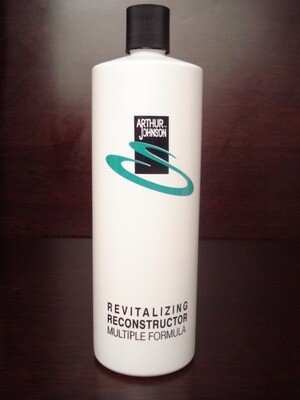 ARTHUR
JOHNSON
REVITALIZING
RECONSTRUCTOR
MULTIPLE FORMULA